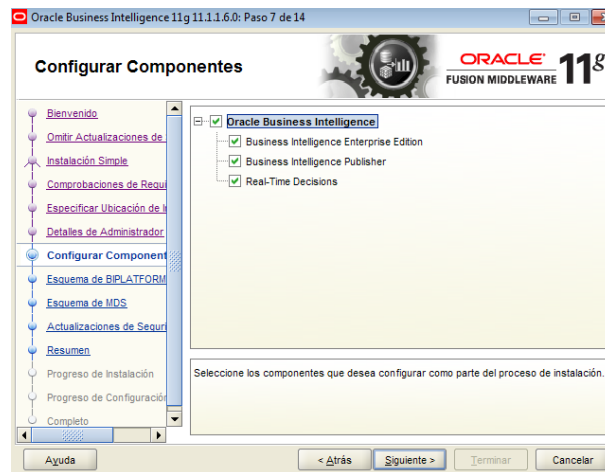 Oracle Business Intelligence 11g 11.1.1.6.0: Paso 7 de 14
Configurar Componentes
ORACLE
FUSION MIDDLEWARE 11g
Bienvenido
Omitir Actualizaciones de
Instalación Simple
Comprobaciones de Requi
Especificar Ubicación de
Detalles de Administrador
Configurar Component
Esquema de BIPLATFORM
Esquema de MDS
Actualizaciones de Seguri
Resumen
Progreso de Instalación
Progreso de Configuración
Completo
Oracle Business Intelligence
Business Intelligence Enterprise Edition
Business Intelligence Publisher
Real-Time Decisions
Seleccione los componentes que desea configurar como parte del proceso de instalación.
Ayuda
< Atrás
Siguiente >
Terminar
Cancelar